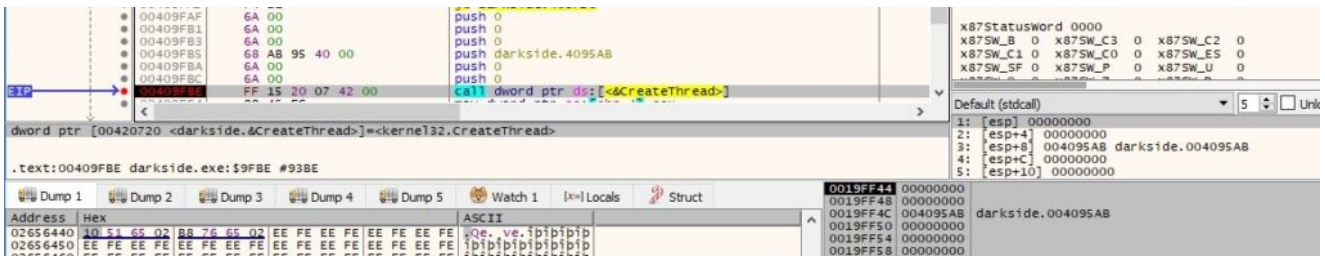 00409FAF 6A 00 push 0
00409FB1 6A 00 push 0
00409FB3 6A 00 push 0
00409FB5 68 AB 95 40 00 push darkside.4095AB
00409FBA 6A 00 push 0
00409FBC 6A 00 push 0
EIP 00409FBE FF 15 20 07 42 00 call dword ptr ds:[<&CreateThread>]
x87StatusWord 0000
x87SW_B 0 x87SW_C3 0 x87SW_C2 0
x87SW_C1 0 x87SW_C0 0 x87SW_ES 0
x87SW_SF 0 x87SW_P 0 x87SW_U 0
Default (stdcall) 5
1: [esp] 00000000
2: [esp+4] 00000000
3: [esp+8] 004095AB darkside.004095AB
4: [esp+C] 00000000
5: [esp+10] 00000000
dword ptr [00420720 <darkside.&CreateThread>]=<kernel32.CreateThread>
.text:00409FBE darkside.exe:$9FBE #93BE
Dump 1 Dump 2 Dump 3 Dump 4 Dump 5 Watch 1 [x=] Locals Struct
Address Hex ASCII
02656440 10 51 65 02 B8 76 65 02 EE FE EE FE EE FE EE FE .Qe.¸ve.îþîþîþîþ
02656450 EE FE EE FE EE FE EE FE EE FE EE FE EE FE EE FE îþîþîþîþîþîþîþîþ
0019FF44 00000000
0019FF48 00000000
0019FF4C 004095AB darkside.004095AB
0019FF50 00000000
0019FF54 00000000
0019FF58 00000000